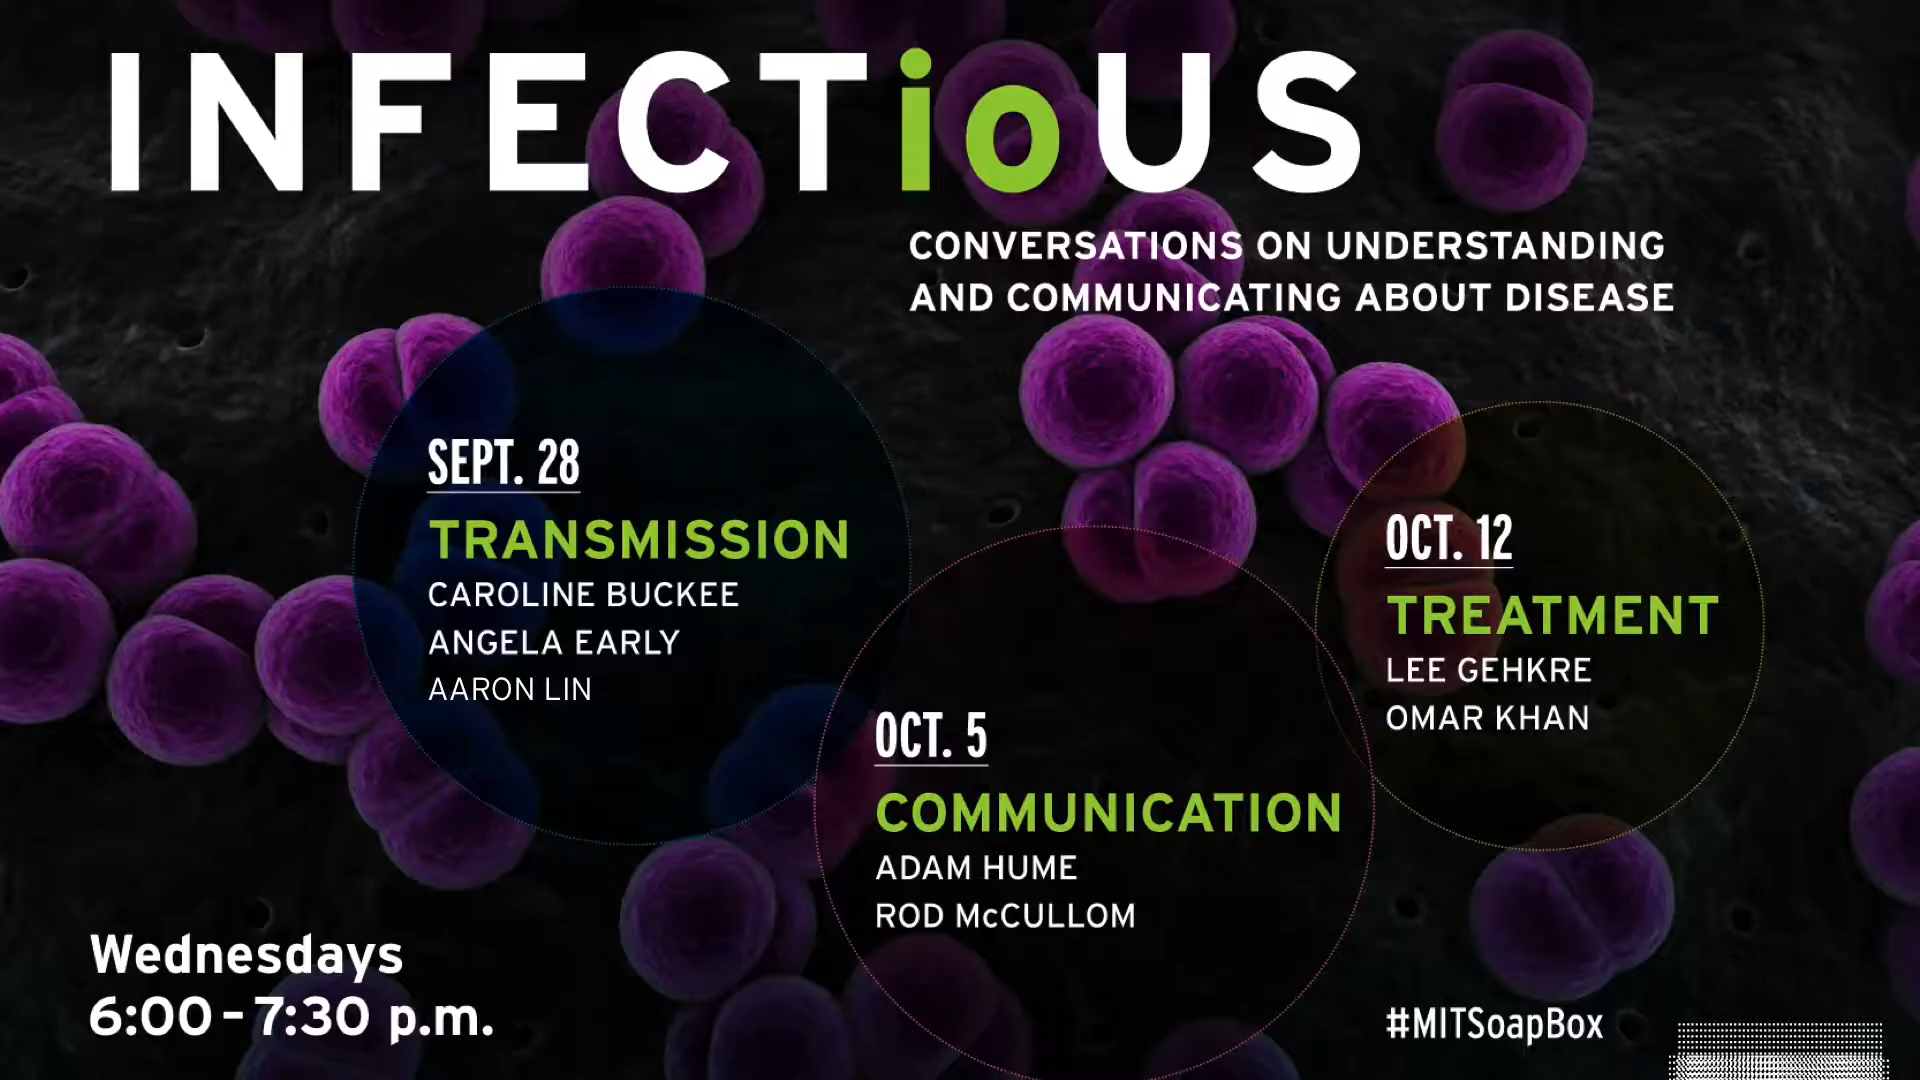 INFECTioUS
CONVERSATIONS ON UNDERSTANDING
AND COMMUNICATING ABOUT DISEASE
SEPT. 28
TRANSMISSION
CAROLINE BUCKEE
ANGELA EARLY
AARON LIN
OCT. 5
COMMUNICATION
ADAM HUME
ROD McCULLOM
OCT. 12
TREATMENT
LEE GEHKRE
OMAR KHAN
Wednesdays
6:00 – 7:30 p.m.
#MITSoapBox